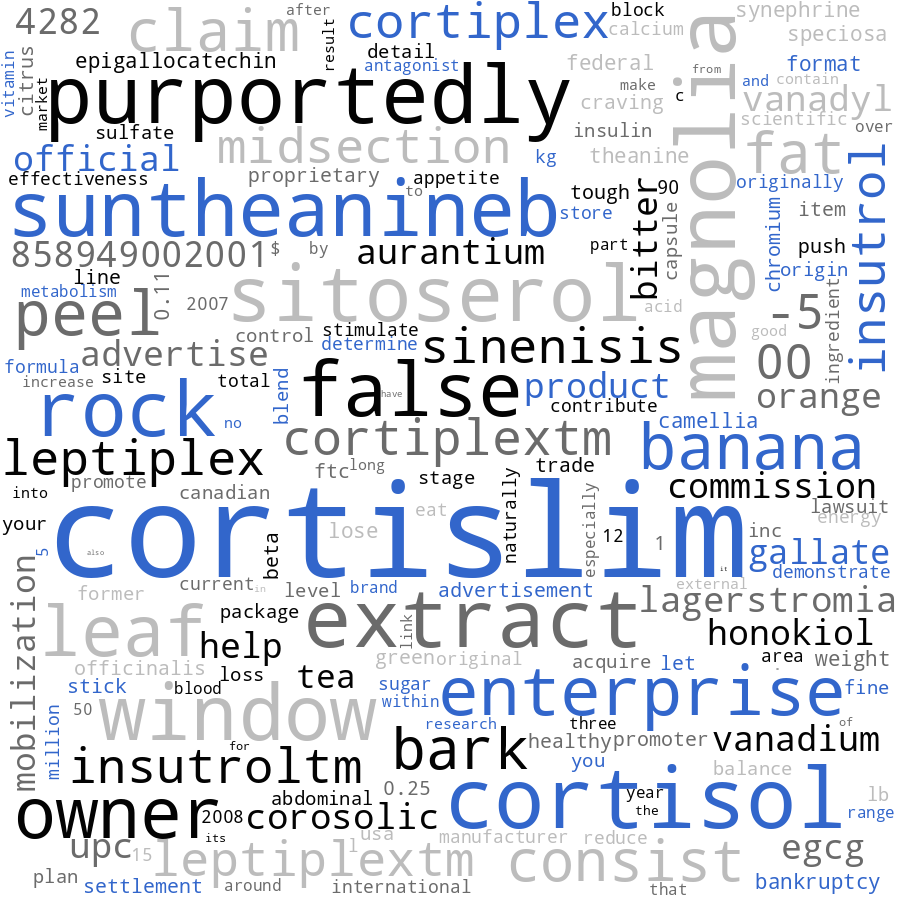 4282
claim
after
result
cortiplex
block
calcium
synephrine
speciosa
vitamin
citrus
market
epigallocatechin
detail
antagonist
federal
format
purportedly
make
from
and
contain
craving
c
vanadyl
magnolia
sulfate
midsection
insulin
scientific
over
official
kg
theanine
fat
effectiveness
proprietary
appetite
to
tough
bitter
90
originally
insutrol
suntheanineb
store
capsule
chromium
item
858949002001
$
by
aurantium
part
push
line
origin
metabolism
0.11
2007
sitoserol
acid
-5
ingredient
peel
control
stimulate
determine
good
advertise
sinenisis
00
formula
increase
site
total
blend
false
have
product
orange
rock
no
contribute
camellia
leptiplex
cortiplextm
banana
ftc
long
stage
trade
into
promote
canadian
naturally
commission
your
cortislim
eat
especially
lawsuit
energy
lose
12
1
inc
5
also
beta
gallate
it
demonstrate
mobilization
former
current
in
level
brand
advertisement
external
leaf
package
extract
link
lagerstromia
help
honokiol
officinalis
loss
tea
green
original
acquire
let
area
weight
stick
blood
sugar
within
enterprise
fine
million
50
window
research
three
of
for
bark
healthy
promoter
vanadium
insutroltm
you
balance
owner
abdominal
0.25
cortisol
year
the
lb
range
2008
corosolic
its
usa
manufacturer
reduce
upc
15
leptiplextm
l
consist
egcg
plan
settlement
around
international
that
bankruptcy